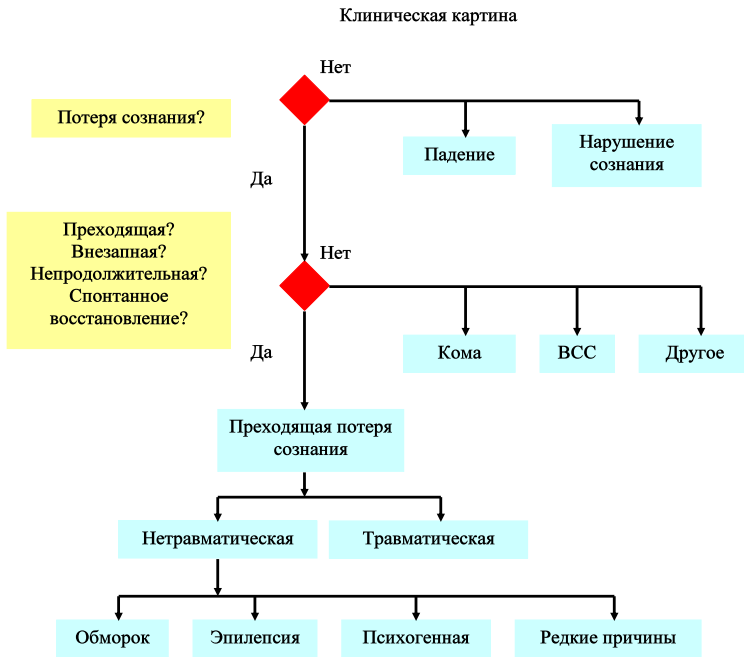 Клиническая картина
Нет
Потеря сознания?
Падение
Нарушение
сознания
Да
Преходящая?
Внезапная?
Непродолжительная?
Спонтанное
восстановление?
Нет
Кома
ВСС
Другое
Да
Преходящая потеря
сознания
Нетравматическая
Травматическая
Обморок
Эпилепсия
Психогенная
Редкие причины